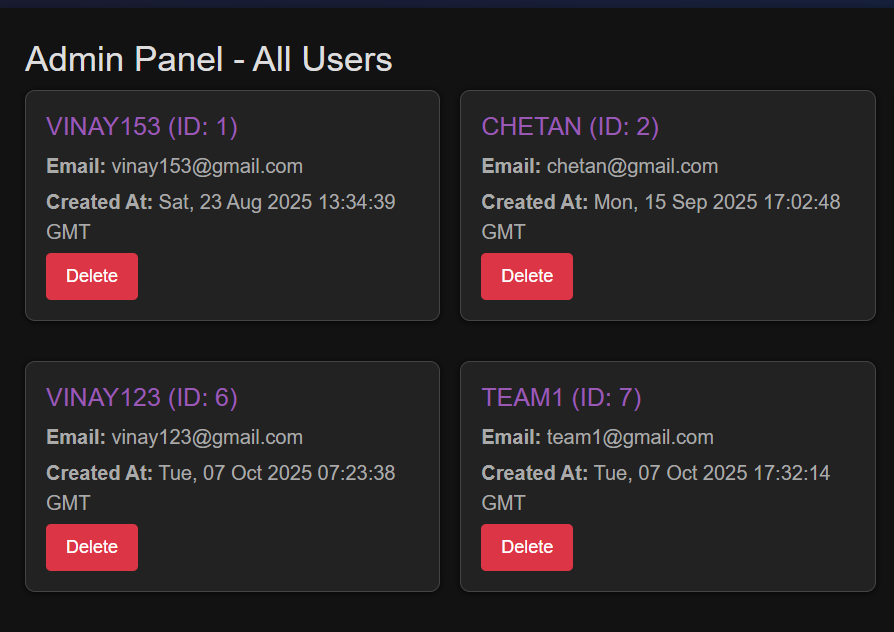 Admin Panel - All Users
VINAY153 (ID: 1)
Email: vinay153@gmail.com
Created At: Sat, 23 Aug 2025 13:34:39
GMT
Delete
CHETAN (ID: 2)
Email: chetan@gmail.com
Created At: Mon, 15 Sep 2025 17:02:48
GMT
Delete
VINAY123 (ID: 6)
Email: vinay123@gmail.com
Created At: Tue, 07 Oct 2025 07:23:38
GMT
Delete
TEAM1 (ID: 7)
Email: team1@gmail.com
Created At: Tue, 07 Oct 2025 17:32:14
GMT
Delete